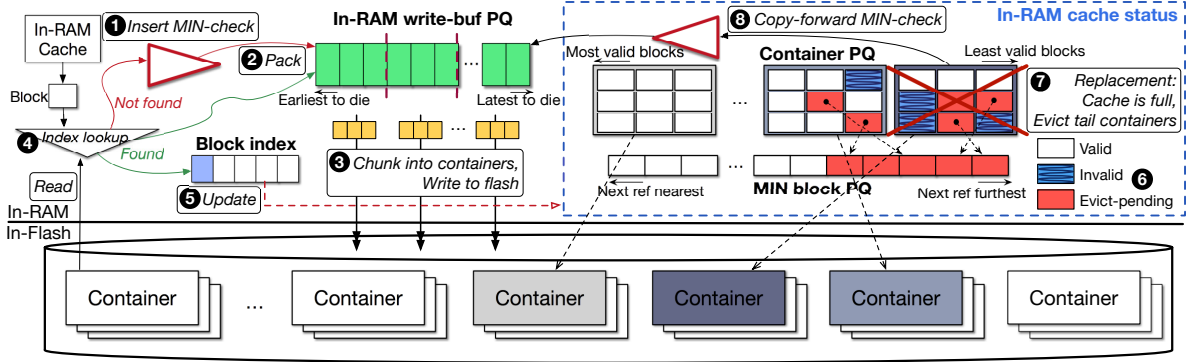 In-RAM
Cache
Block
1 Insert MIN-check
Not found
4 Index lookup
Found
Read
In-RAM
In-Flash
In-RAM write-buf PQ
2 Pack
...
Earliest to die
Latest to die
Block index
5 Update
...
3 Chunk into containers,
Write to flash
8 Copy-forward MIN-check
In-RAM cache status
Most valid blocks
Container PQ
Least valid blocks
...
7 Replacement:
Cache is full,
Evict tail containers
...
Next ref nearest
MIN block PQ
Next ref furthest
Valid
Invalid 6
Evict-pending
Container
...
Container
Container
Container
Container
Container